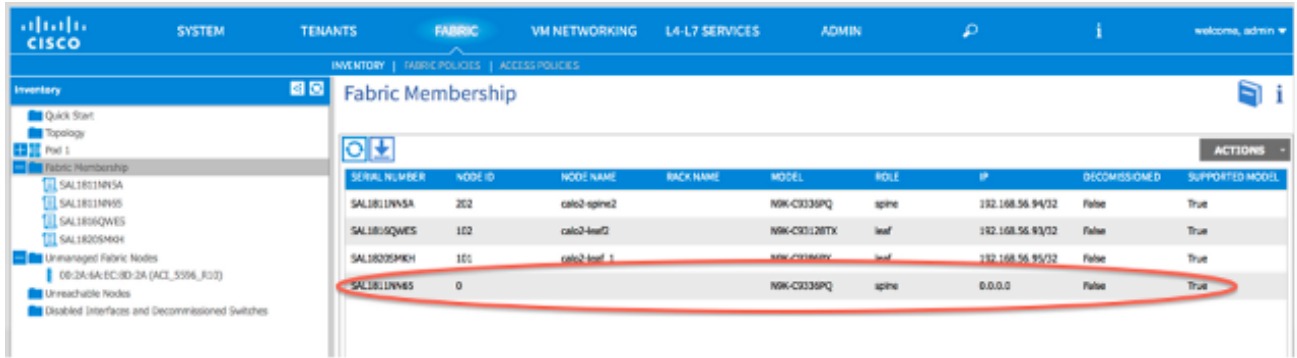 CISCO SYSTEM TENANTS FABRIC VM NETWORKING L4-L7 SERVICES ADMIN i welcome, admin
INVENTORY | FABRIC POLICIES | ACCESS POLICIES
Inventory
Quick Start
Topology
Pod 1
Fabric Membership
SAL1811NN5A
SAL1811NN65
SAL1816QWES
SAL1820SMKH
Unmanaged Fabric Nodes
00:2A:6A:EC:8D:2A (ACI_5596_R10)
Unreachable Nodes
Disabled Interfaces and Decommissioned Switches
Fabric Membership i
ACTIONS
SERIAL NUMBER NODE ID NODE NAME RACK NAME MODEL ROLE IP DECOMISSIONED SUPPORTED MODEL
SAL1811NN5A 202 calo2-spine2 N9K-C9336PQ spine 192.168.56.94/32 False True
SAL1816QWES 102 calo2-leaf2 N9K-C93128TX leaf 192.168.56.93/32 False True
SAL1820SMKH 101 calo2-leaf_1 leaf 192.168.56.95/32 False True
SAL1811NN65 0 N9K-C9336PQ spine 0.0.0.0 False True